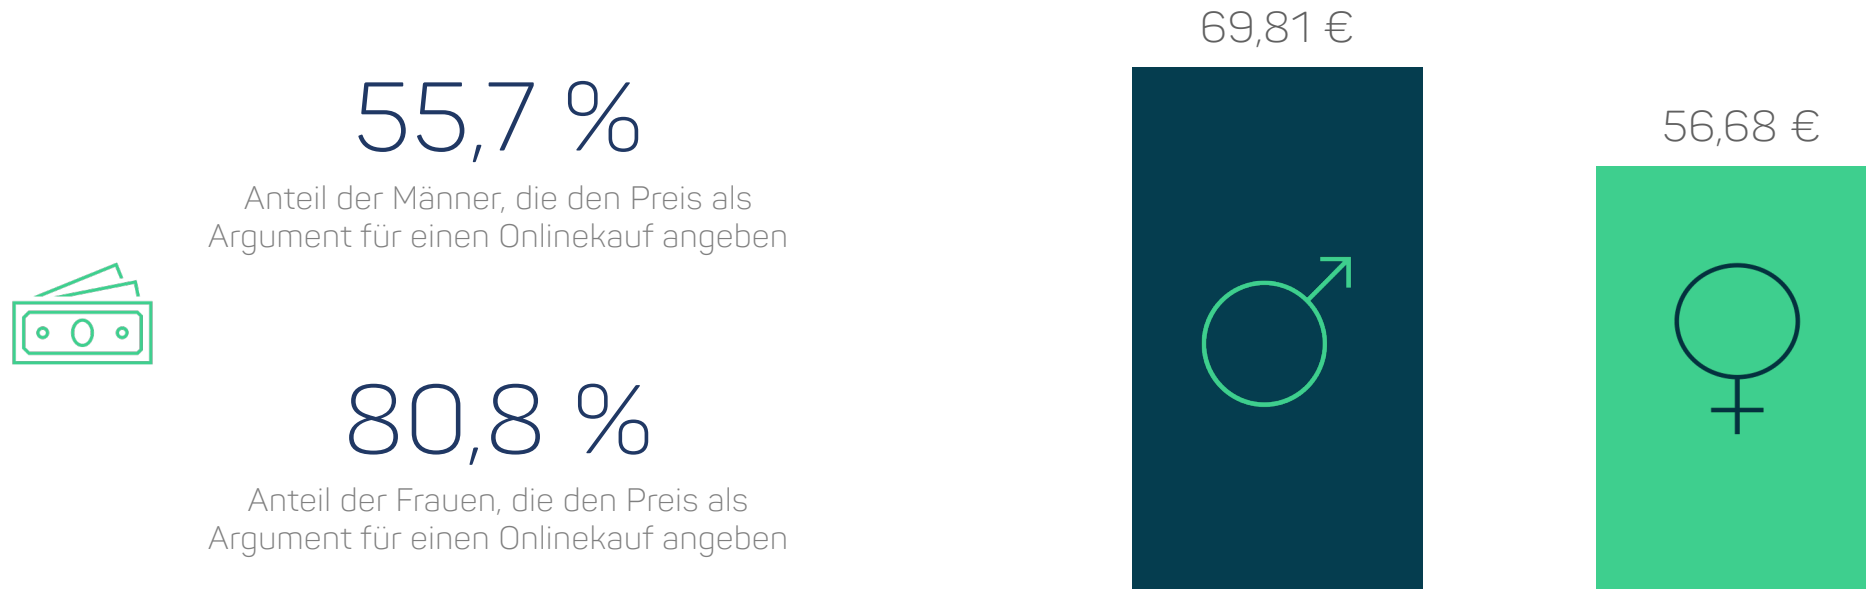 55,7 %
Anteil der Männer, die den Preis als
Argument für einen Onlinekauf angeben
80,8 %
Anteil der Frauen, die den Preis als
Argument für einen Onlinekauf angeben
69,81 €
56,68 €